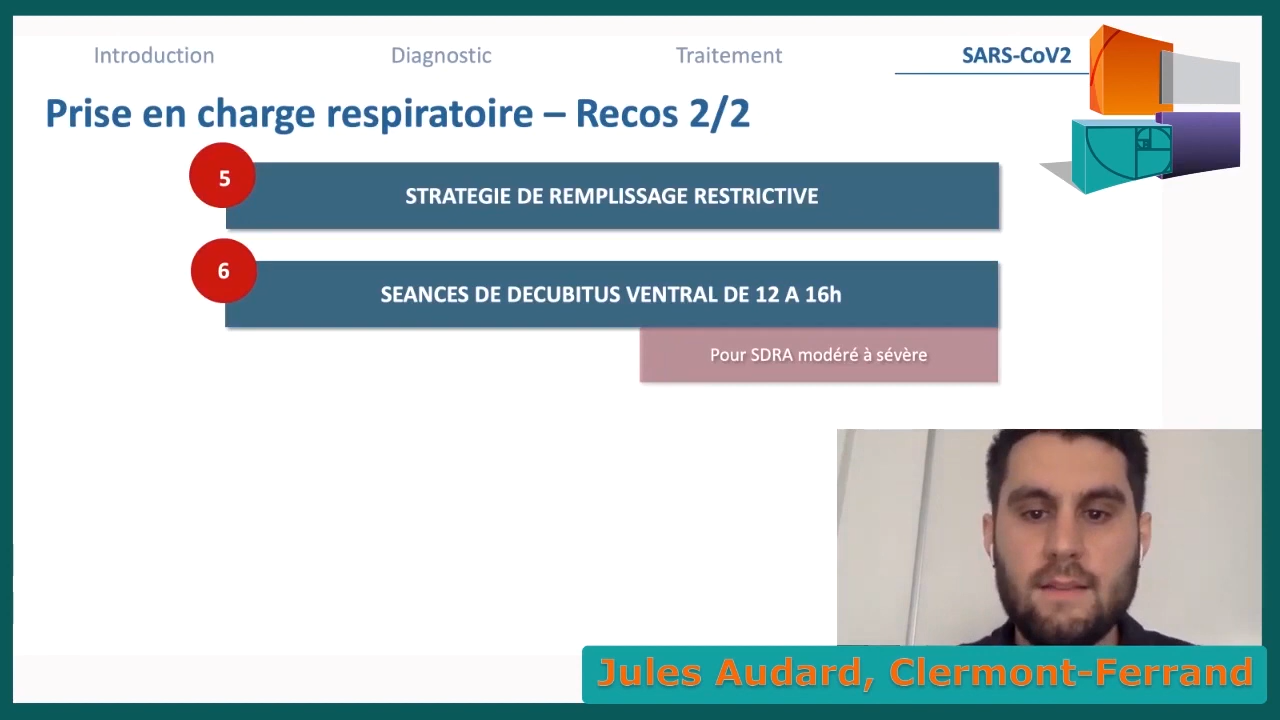 Introduction
Diagnostic
Traitement
SARS-CoV2
Prise en charge respiratoire – Recos 2/2
5
STRATEGIE DE REMPLISSAGE RESTRICTIVE
6
SEANCES DE DECUBITUS VENTRAL DE 12 A 16h
Pour SDRA modéré à sévère
Jules Audard, Clermont-Ferrand